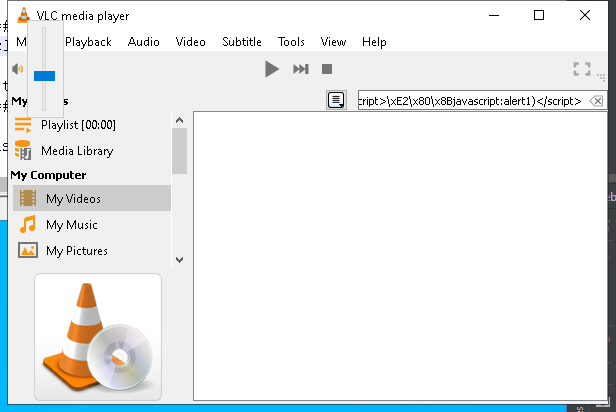 VLC media player
Playback Audio Video Subtitle Tools View Help
cript>\xE2\x80\x8Bjavascript:alert1)</script>
Playlist [00:00]
Media Library
My Computer
My Videos
My Music
My Pictures